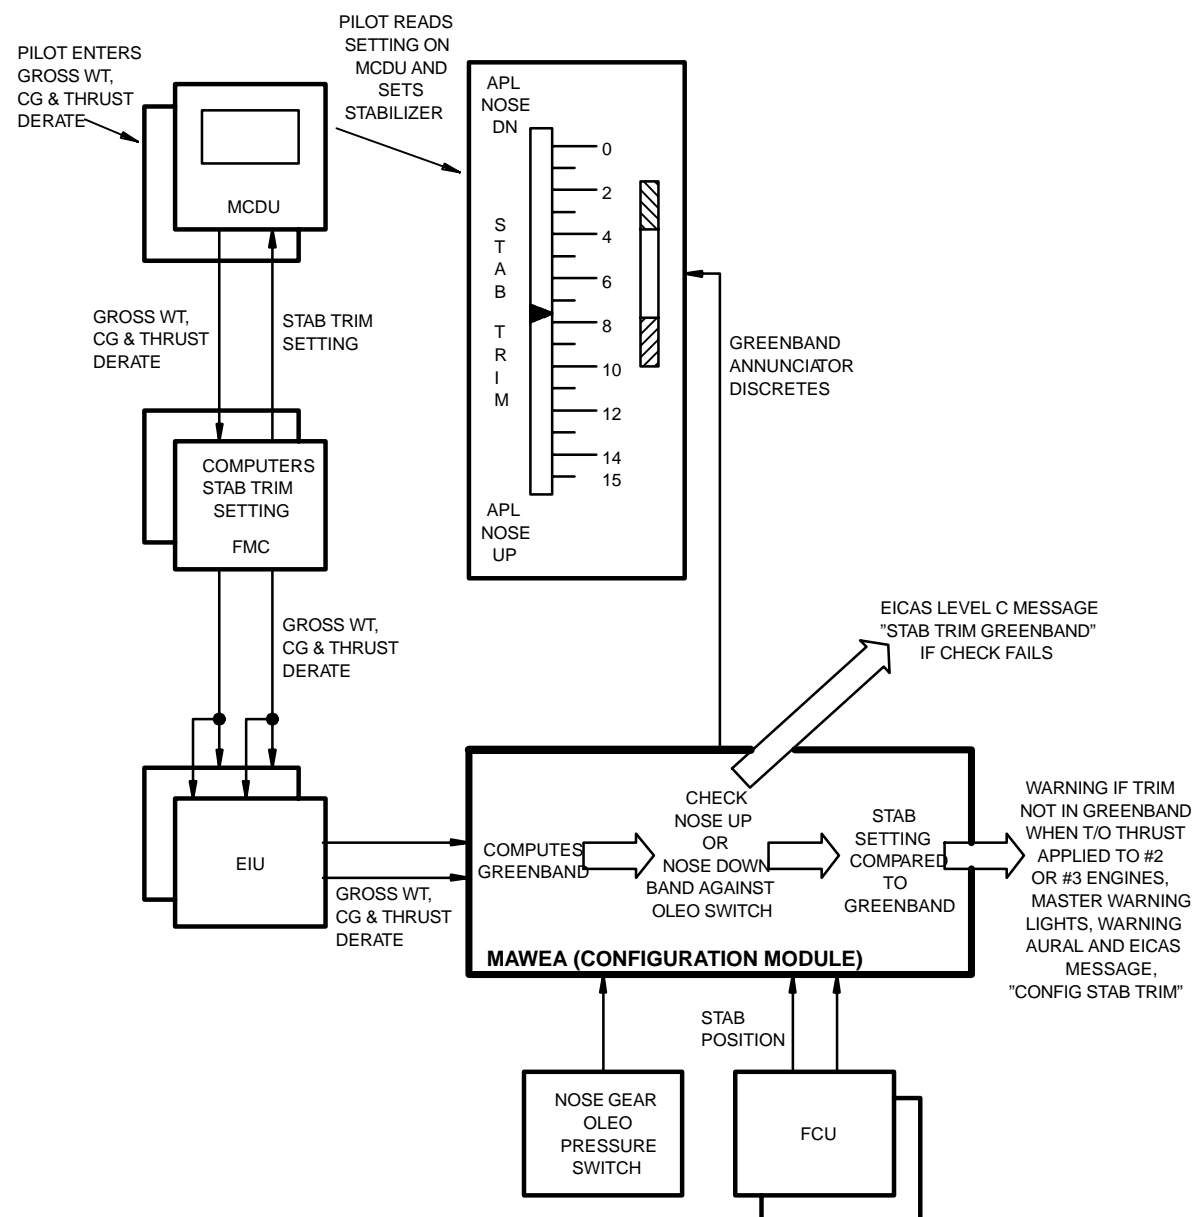 PILOT ENTERS
GROSS WT,
CG & THRUST
DERATE
PILOT READS
SETTING ON
MCDU AND
SETS
STABILIZER
MCDU
APL
NOSE
DN
0
2
4
6
8
10
12
14
15
S
T
A
B
T
R
I
M
APL
NOSE
UP
GROSS WT,
CG & THRUST
DERATE
STAB TRIM
SETTING
GREENBAND
ANNUNCIATOR
DISCRETES
COMPUTERS
STAB TRIM
SETTING
FMC
GROSS WT,
CG & THRUST
DERATE
EICAS LEVEL C MESSAGE
”STAB TRIM GREENBAND”
IF CHECK FAILS
EIU
GROSS WT,
CG & THRUST
DERATE
COMPUTES
GREENBAND
CHECK
NOSE UP
OR
NOSE DOWN
BAND AGAINST
OLEO SWITCH
STAB
SETTING
COMPARED
TO
GREENBAND
MAWEA (CONFIGURATION MODULE)
WARNING IF TRIM
NOT IN GREENBAND
WHEN T/O THRUST
APPLIED TO #2
OR #3 ENGINES,
MASTER WARNING
LIGHTS, WARNING
AURAL AND EICAS
MESSAGE,
”CONFIG STAB TRIM”
STAB
POSITION
NOSE GEAR
OLEO
PRESSURE
SWITCH
FCU